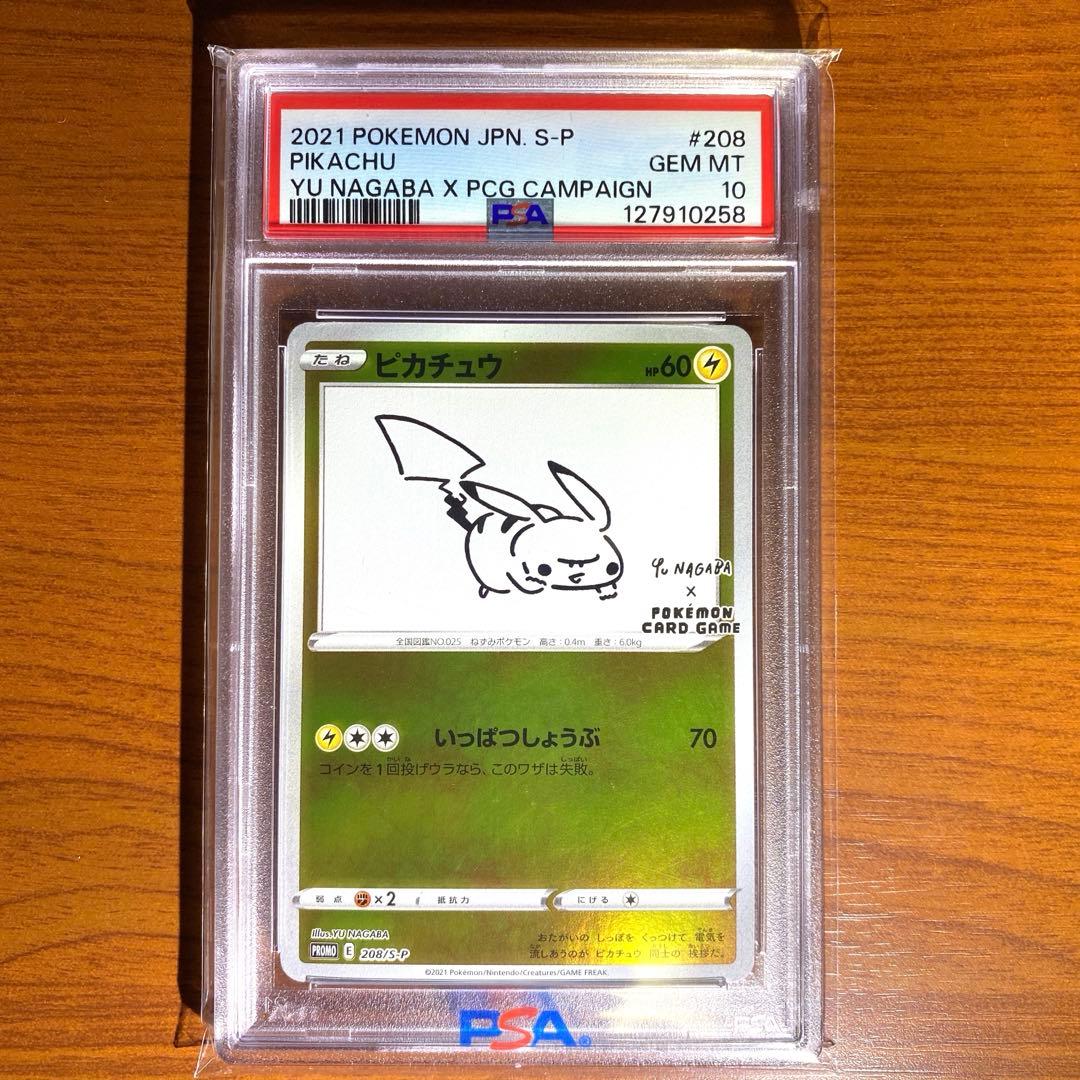 2021 POKEMON JPN. S-P #208
PIKACHU GEM MT
YU NAGABA X PCG CAMPAIGN 10
PSA 127910258
たね ピカチュウ HP60
Yu NAGABA
×
POKÉMON
CARD GAME
全国図鑑NO.025 ねずみポケモン 高さ:0.4m 重さ:6.0kg
いっぱつしょうぶ 70
コインを1回投げウラなら、このワザは失敗。
弱点 ×2 抵抗力 にげる
Illus.YU NAGABA
PROMO E 208/S-P
おたがいの しっぽを くっつけて 電気を
流しあうのが ピカチュウ 同士の 挨拶だ。
©2021 Pokémon/Nintendo/Creatures/GAME FREAK.
PSA®